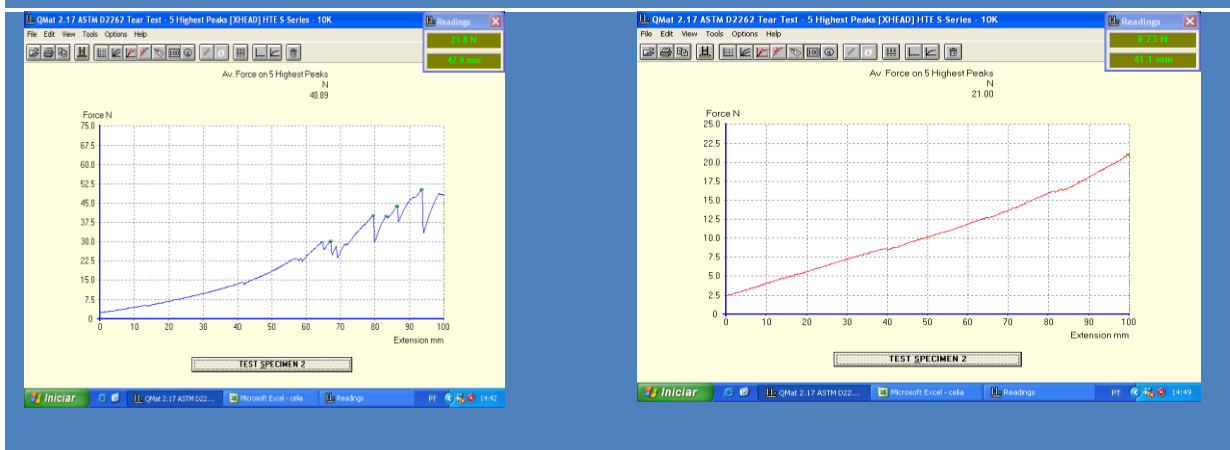 QMat 2.17 ASTM D2262 Tear Test - 5 Highest Peaks [XHEAD] HTE S-Series - 10K
Readings
File Edit View Tools Options Help
21.8 N
47.9 mm
Av. Force on 5 Highest Peaks
N
40.89
Force N
75.0
67.5
60.0
52.5
45.0
37.5
30.0
22.5
15.0
7.5
0
0 10 20 30 40 50 60 70 80 90 100
Extension mm
TEST SPECIMEN 2
Iniciar
QMat 2.17 ASTM D22...
Microsoft Excel - celia
Readings
PT
14:42
QMat 2.17 ASTM D2262 Tear Test - 5 Highest Peaks [XHEAD] HTE S-Series - 10K
Readings
File Edit View Tools Options Help
8.73 N
41.1 mm
Av. Force on 5 Highest Peaks
N
21.00
Force N
25.0
22.5
20.0
17.5
15.0
12.5
10.0
7.5
5.0
2.5
0
0 10 20 30 40 50 60 70 80 90 100
Extension mm
TEST SPECIMEN 2
Iniciar
QMat 2.17 ASTM D22...
Microsoft Excel - celia
Readings
PT
14:49